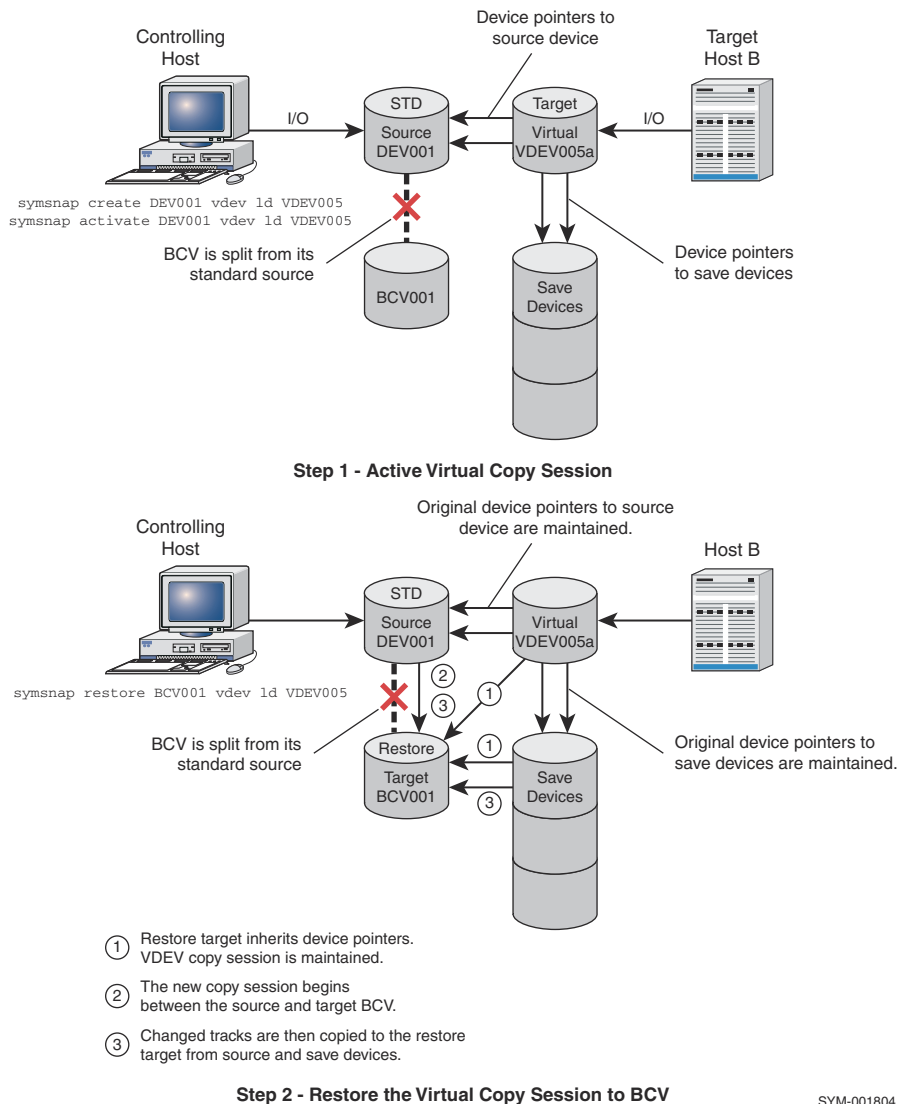 Device pointers to
source device
Controlling
Host
Target
Host B
I/O
STD
Source
DEV001
Target
Virtual
VDEV005a
I/O
symsnap create DEV001 vdev ld VDEV005
symsnap activate DEV001 vdev ld VDEV005
BCV is split from its
standard source
BCV001
Save
Devices
Device pointers
to save devices
Step 1 - Active Virtual Copy Session
Original device pointers to source
device are maintained.
Controlling
Host
Host B
STD
Source
DEV001
Virtual
VDEV005a
symsnap restore BCV001 vdev ld VDEV005
2
3
1
BCV is split from its
standard source
Restore
Target
BCV001
1
3
Save
Devices
Original device pointers to
save devices are maintained.
1 Restore target inherits device pointers.
VDEV copy session is maintained.
2 The new copy session begins
between the source and target BCV.
3 Changed tracks are then copied to the restore
target from source and save devices.
Step 2 - Restore the Virtual Copy Session to BCV
SYM-001804